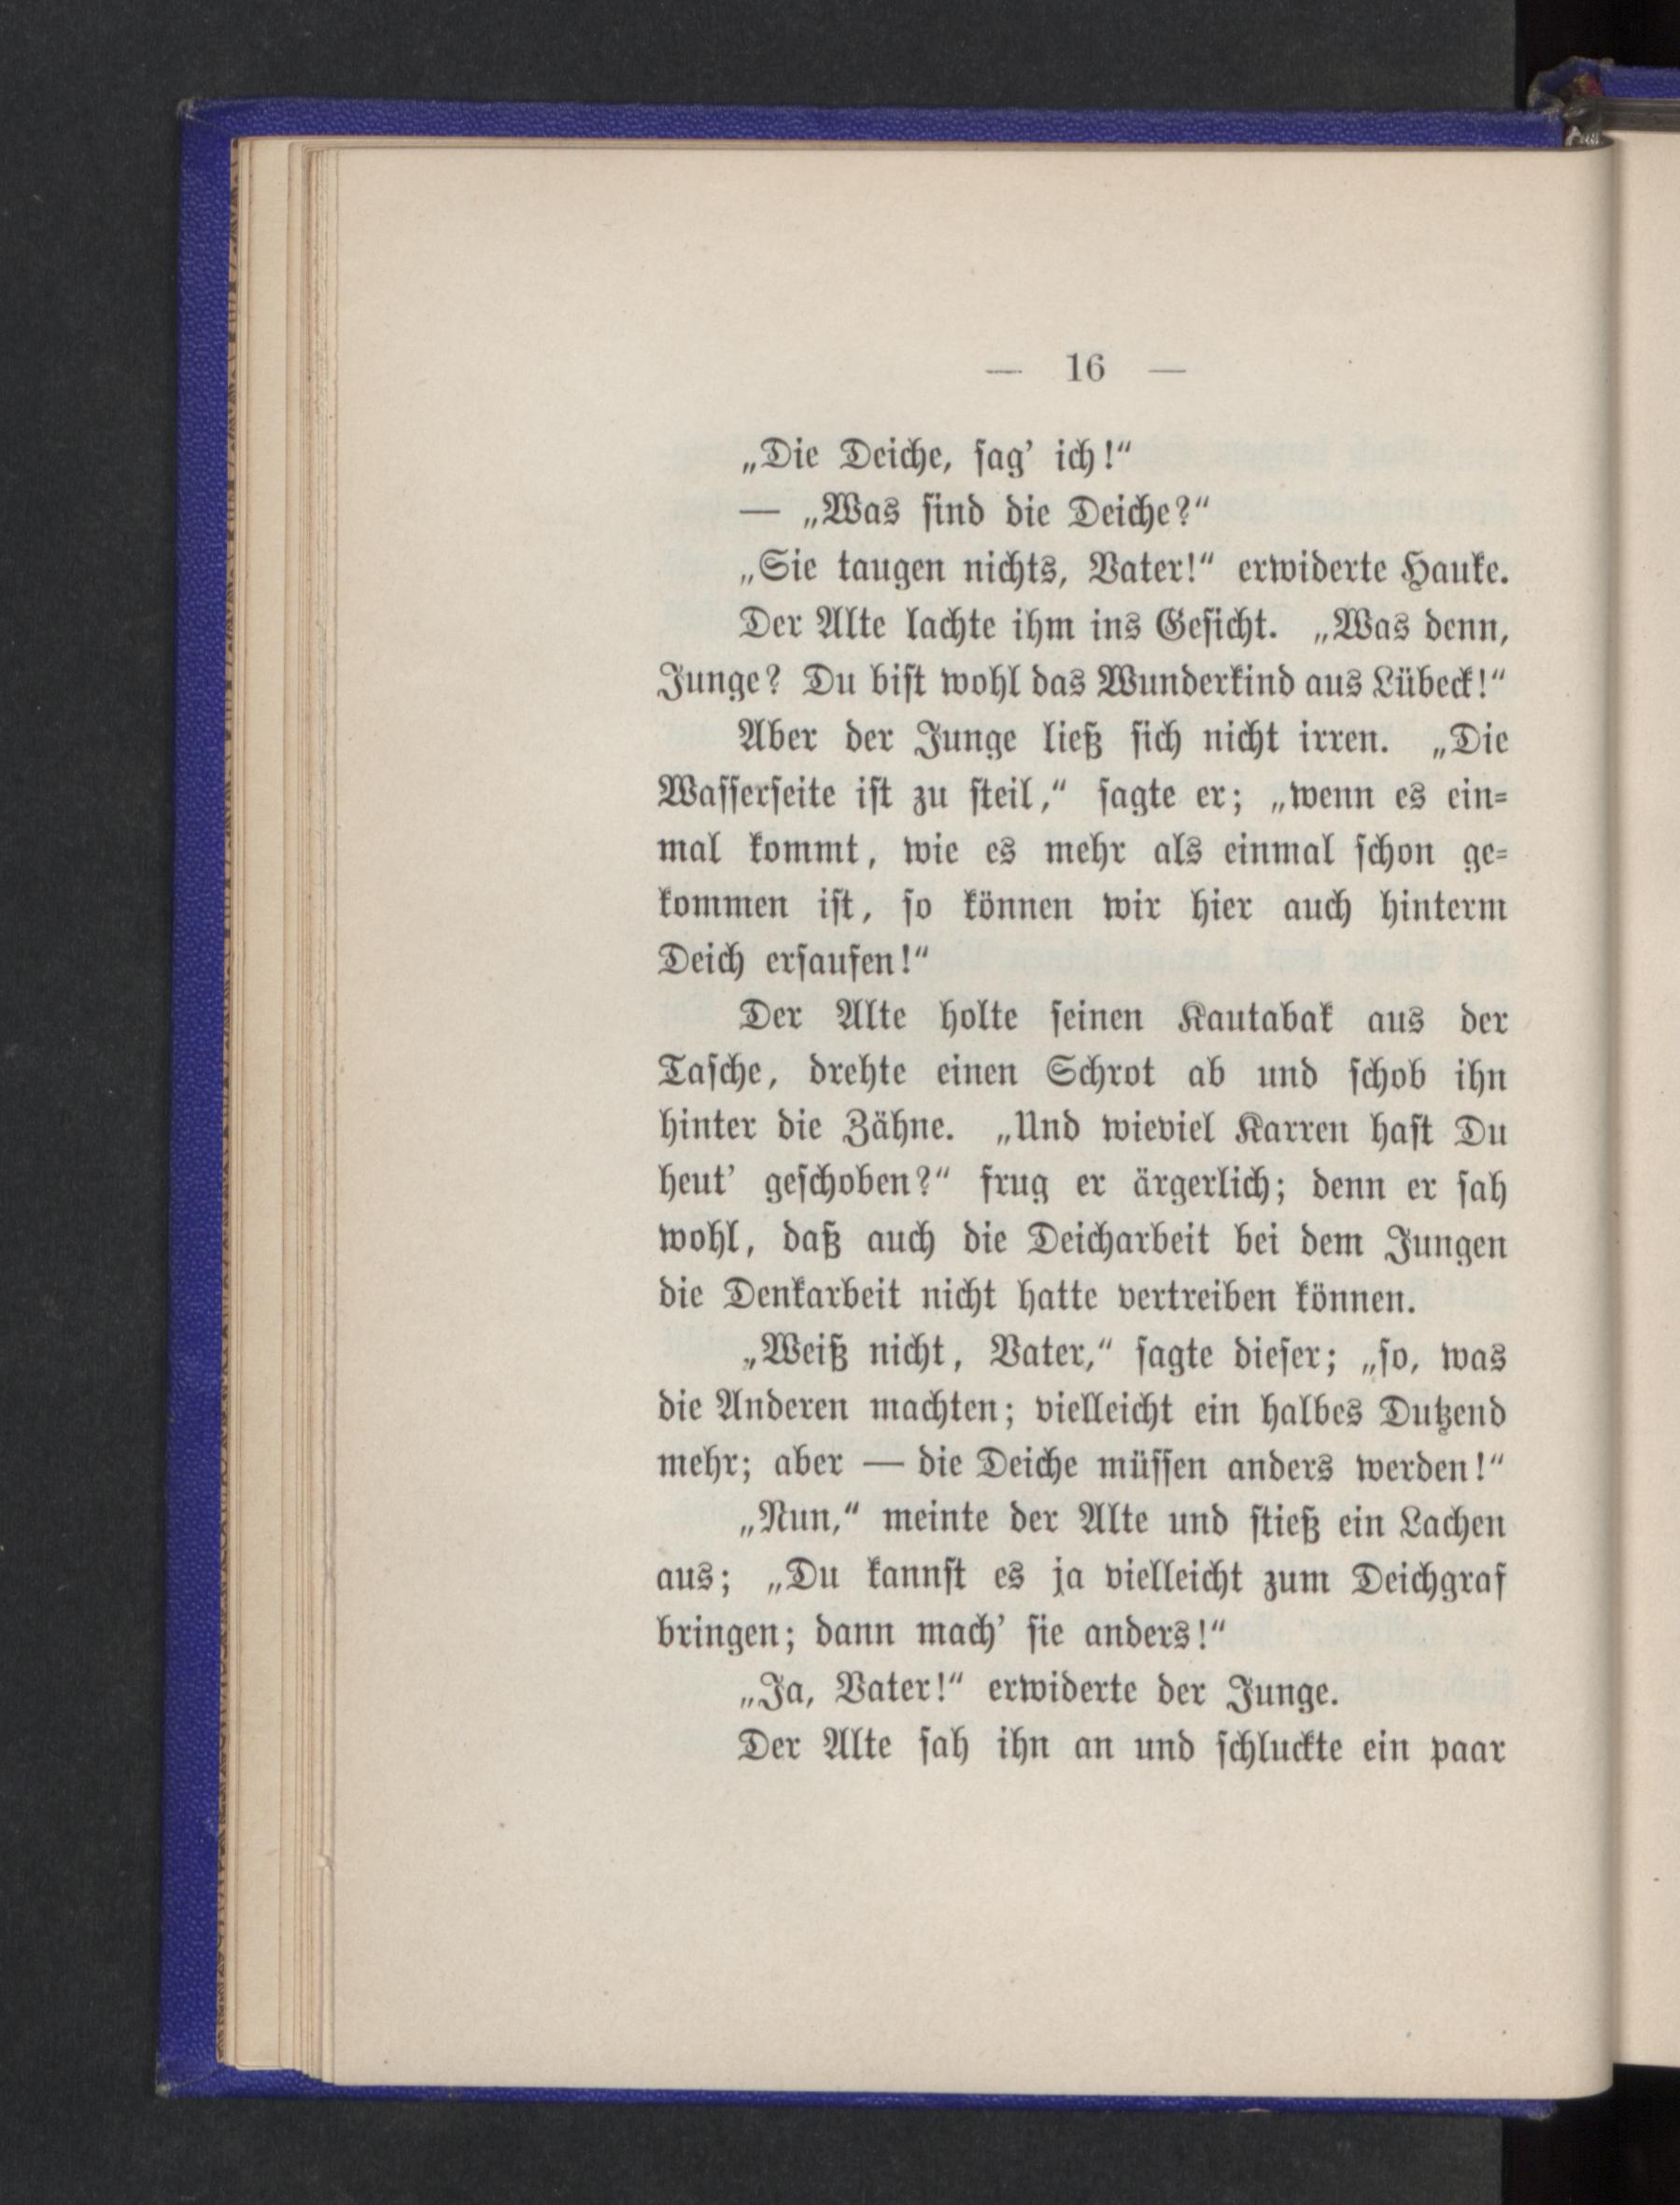 — 16 —
„Die Deiche, sag' ich!“
— „Was sind die Deiche?“
„Sie taugen nichts, Vater!“ erwiderte Hauke.
Der Alte lachte ihm ins Gesicht. „Was denn,
Junge? Du bist wohl das Wunderkind aus Lübeck!“
Aber der Junge ließ sich nicht irren. „Die
Wasserseite ist zu steil,“ sagte er; „wenn es ein=
mal kommt, wie es mehr als einmal schon ge=
kommen ist, so können wir hier auch hinterm
Deich ersaufen!“
Der Alte holte seinen Kautabak aus der
Tasche, drehte einen Schrot ab und schob ihn
hinter die Zähne. „Und wieviel Karren hast Du
heut' geschoben?“ frug er ärgerlich; denn er sah
wohl, daß auch die Deicharbeit bei dem Jungen
die Denkarbeit nicht hatte vertreiben können.
„Weiß nicht, Vater,“ sagte dieser; „so, was
die Anderen machten; vielleicht ein halbes Dutzend
mehr; aber — die Deiche müssen anders werden!“
„Nun,“ meinte der Alte und stieß ein Lachen
aus; „Du kannst es ja vielleicht zum Deichgraf
bringen; dann mach' sie anders!“
„Ja, Vater!“ erwiderte der Junge.
Der Alte sah ihn an und schluckte ein paar